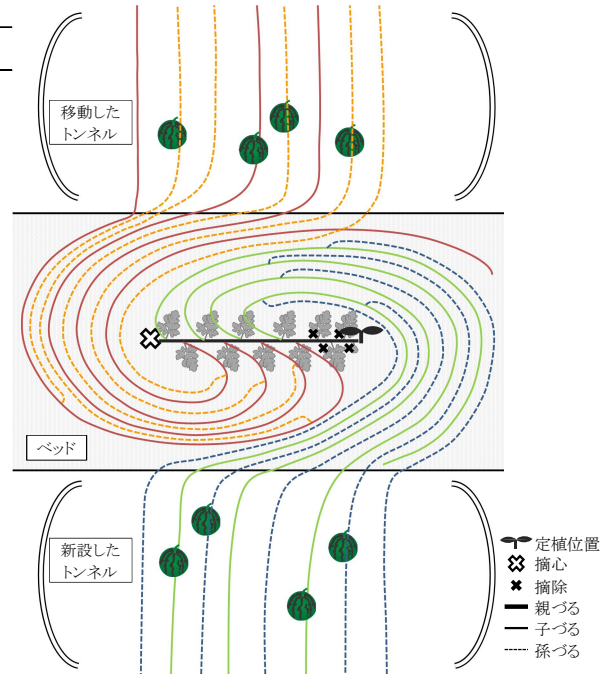 移動した
トンネル
ベッド
新設した
トンネル
定植位置
摘心
摘除
親づる
子づる
孫づる